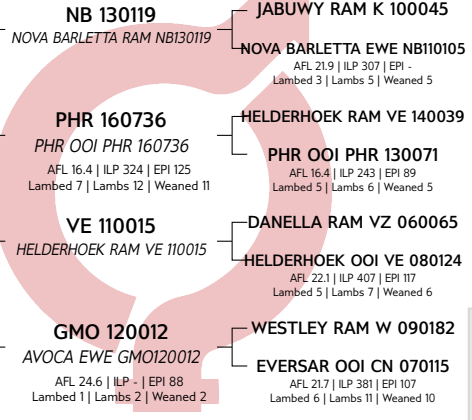 NB 130119
NOVA BARLETTA RAM NB130119
JABUWY RAM K 100045
NOVA BARLETTA EWE NB110105
AFL 21.9 | ILP 307 | EPI -
Lambed 3 | Lambs 5 | Weaned 5
PHR 160736
PHR OOI PHR 160736
AFL 16.4 | ILP 324 | EPI 125
Lambed 7 | Lambs 12 | Weaned 11
HELDERHOEK RAM VE 140039
PHR OOI PHR 130071
AFL 16.4 | ILP 243 | EPI 89
Lambed 5 | Lambs 6 | Weaned 5
VE 110015
HELDERHOEK RAM VE 110015
DANELLA RAM VZ 060065
HELDERHOEK OOI VE 080124
AFL 22.1 | ILP 407 | EPI 117
Lambed 5 | Lambs 7 | Weaned 6
GMO 120012
AVOCA EWE GMO120012
AFL 24.6 | ILP - | EPI 88
Lambed 1 | Lambs 2 | Weaned 2
WESTLEY RAM W 090182
EVERSAR OOI CN 070115
AFL 21.7 | ILP 381 | EPI 107
Lambed 6 | Lambs 11 | Weaned 10